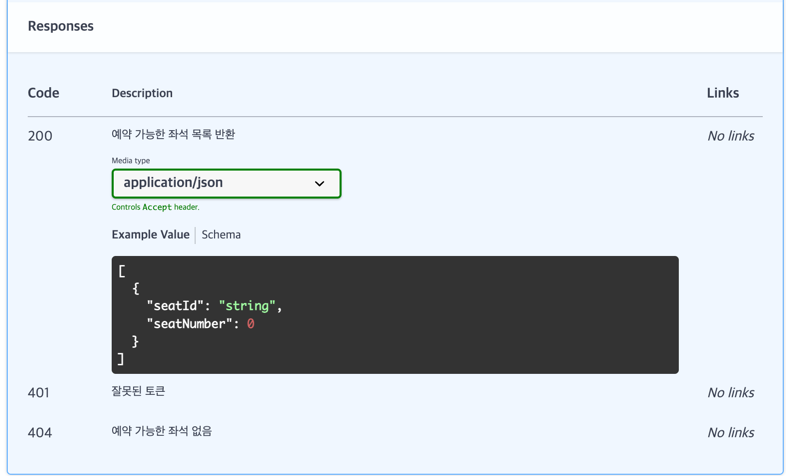 Responses
Code Description Links
200 예약 가능한 좌석 목록 반환 No links
Media type
application/json
Controls Accept header.
Example Value Schema
[
{
"seatId": "string",
"seatNumber": 0
}
]
401 잘못된 토큰 No links
404 예약 가능한 좌석 없음 No links